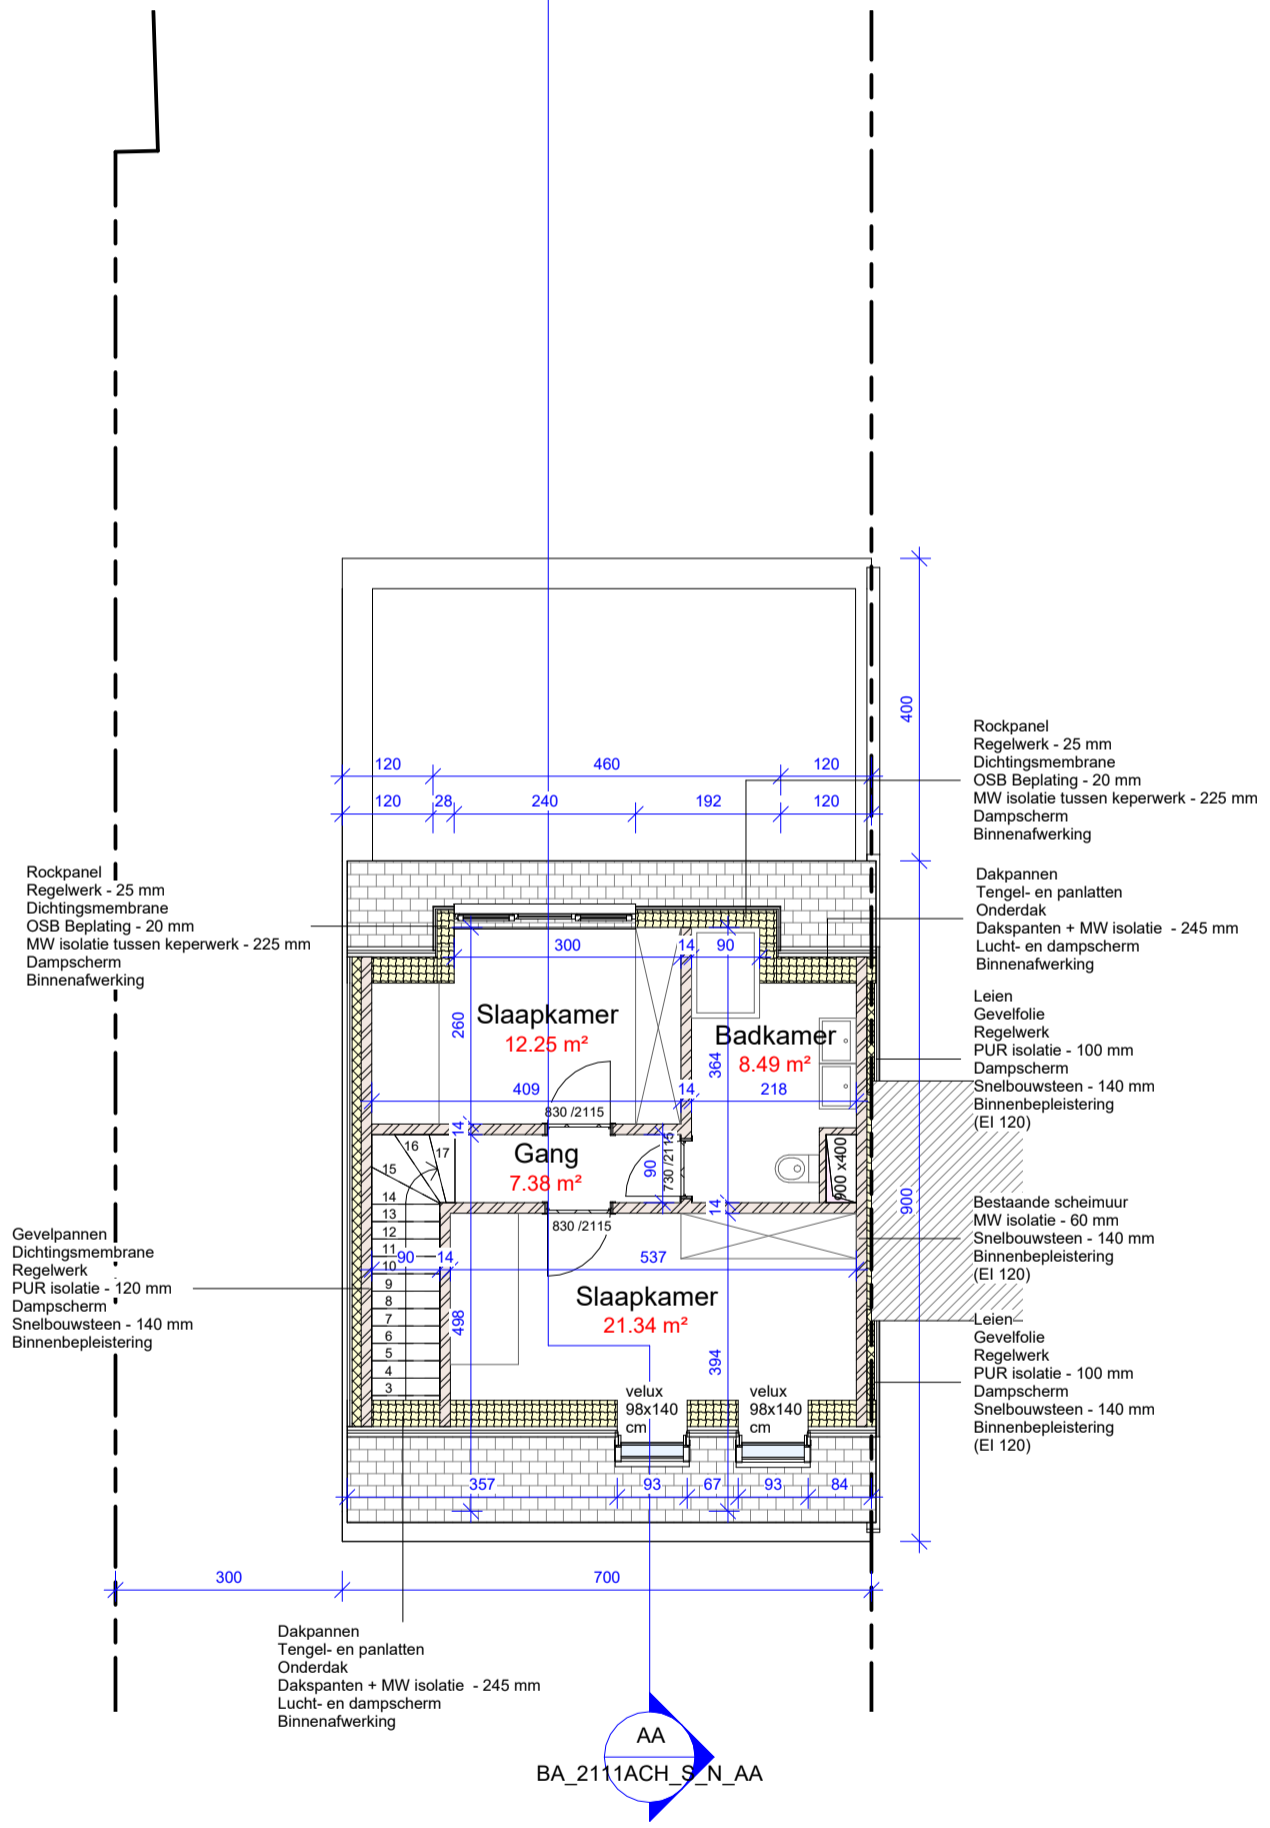 400
120
460
120
120
28
240
192
120
Rockpanel
Regelwerk - 25 mm
Dichtingsmembrane
OSB Beplating - 20 mm
MW isolatie tussen keperwerk - 225 mm
Dampscherm
Binnenafwerking
Rockpanel
Regelwerk - 25 mm
Dichtingsmembrane
OSB Beplating - 20 mm
MW isolatie tussen keperwerk - 225 mm
Dampscherm
Binnenafwerking
Dakpannen
Tengel- en panlatten
Onderdak
Dakspanten + MW isolatie - 245 mm
Lucht- en dampscherm
Binnenafwerking
300
14
90
Slaapkamer
12.25 m²
260
Badkamer
8.49 m²
364
409
14
218
830 /2115
14
Leien
Gevelfolie
Regelwerk
PUR isolatie - 100 mm
Dampscherm
Snelbouwsteen - 140 mm
Binnenbepleistering
(EI 120)
Gang
7.38 m²
90
730 /2115
900 x400
14
830 /2115
17
16
15
14
13
12
11
10
9
8
7
6
5
4
3
90
14
537
900
Bestaande scheimuur
MW isolatie - 60 mm
Snelbouwsteen - 140 mm
Binnenbepleistering
(EI 120)
Gevelpannen
Dichtingsmembrane
Regelwerk
PUR isolatie - 120 mm
Dampscherm
Snelbouwsteen - 140 mm
Binnenbepleistering
Slaapkamer
21.34 m²
498
394
velux
98x140
cm
velux
98x140
cm
Leien
Gevelfolie
Regelwerk
PUR isolatie - 100 mm
Dampscherm
Snelbouwsteen - 140 mm
Binnenbepleistering
(EI 120)
357
93
67
93
84
300
700
Dakpannen
Tengel- en panlatten
Onderdak
Dakspanten + MW isolatie - 245 mm
Lucht- en dampscherm
Binnenafwerking
AA
BA_2111ACH_S_N_AA